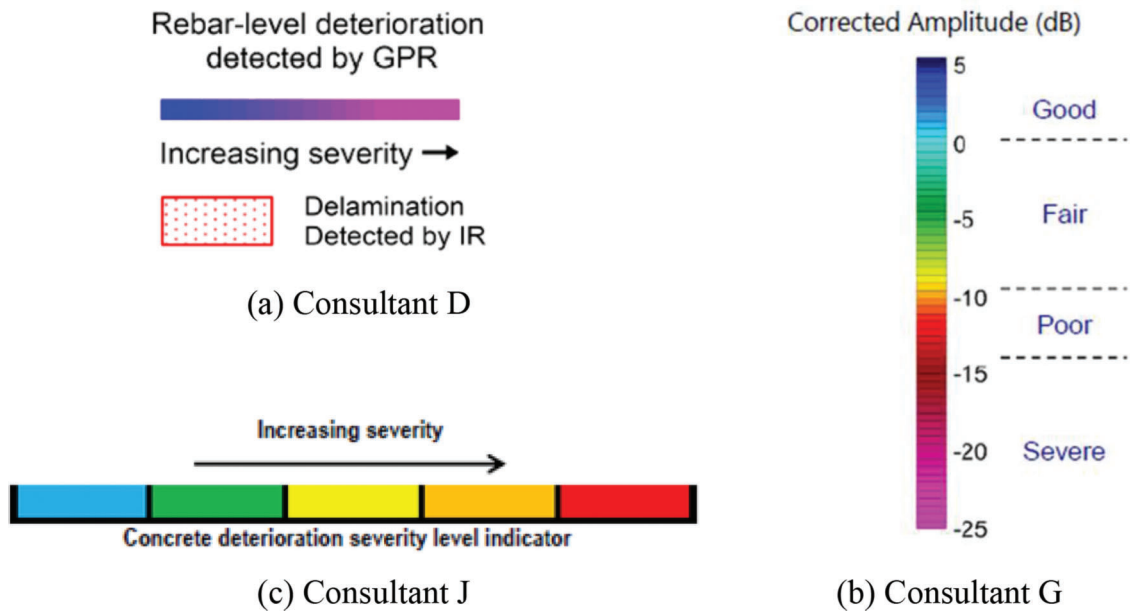 Rebar-level deterioration
detected by GPR
Increasing severity
Delamination
Detected by IR
(a) Consultant D
Corrected Amplitude (dB)
5
Good
0
-5
Fair
-10
Poor
-15
-20
Severe
-25
(b) Consultant G
Increasing severity
Concrete deterioration severity level indicator
(c) Consultant J